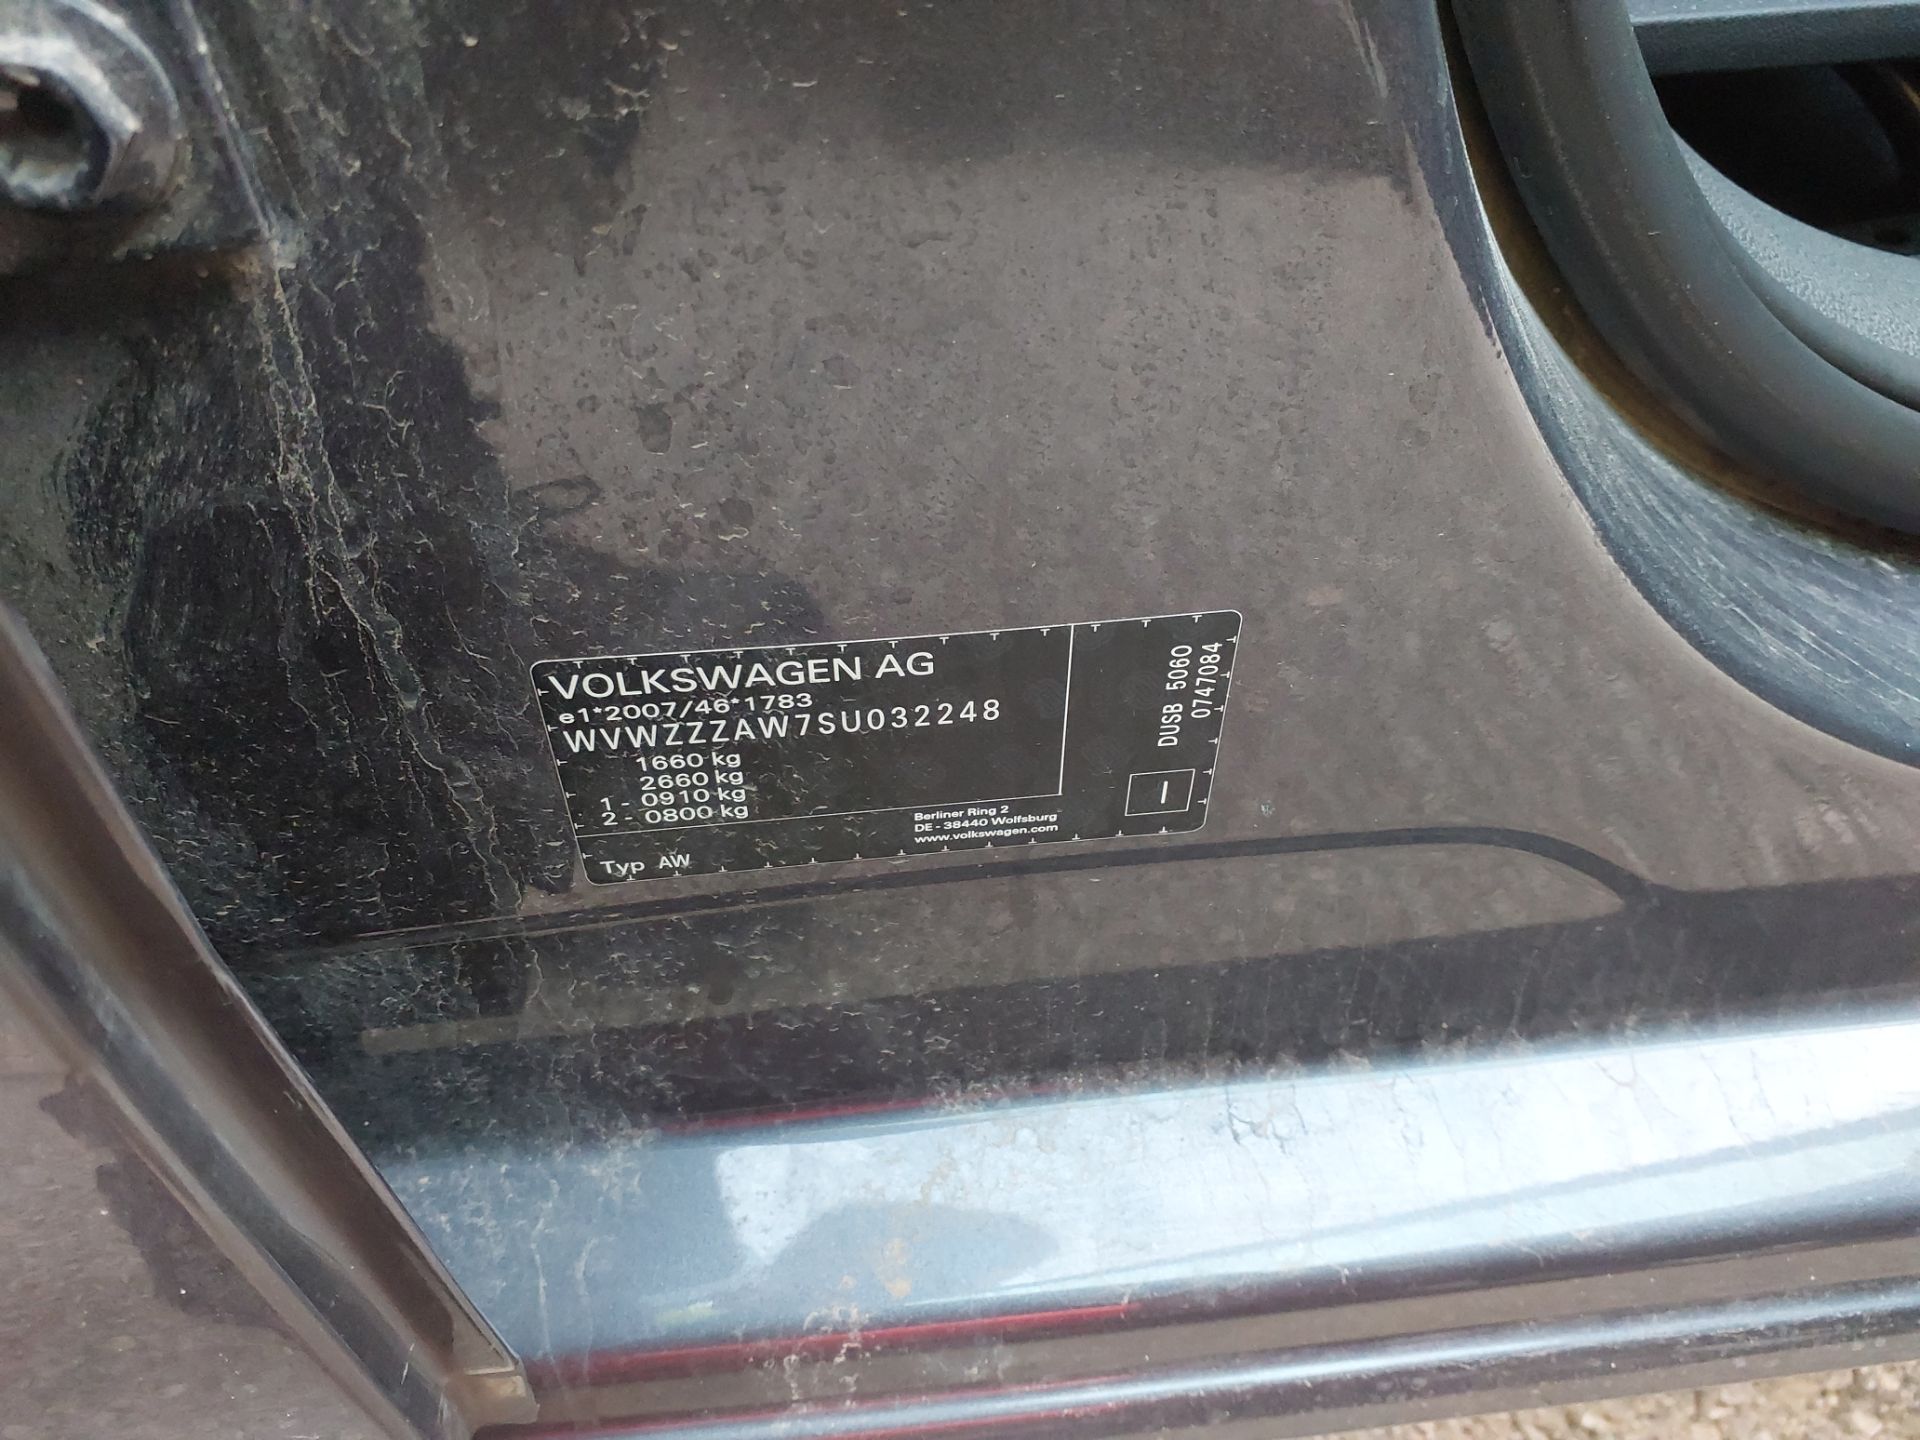 VOLKSWAGEN AG
e1*2007/46*1783
WVWZZZAW7SU032248
1660 kg
2660 kg
1 - 0910 kg
2 - 0800 kg
Berliner Ring 2
DE - 38440 Wolfsburg
www.volkswagen.com
Typ AW
DUSB 5060
0747084
I